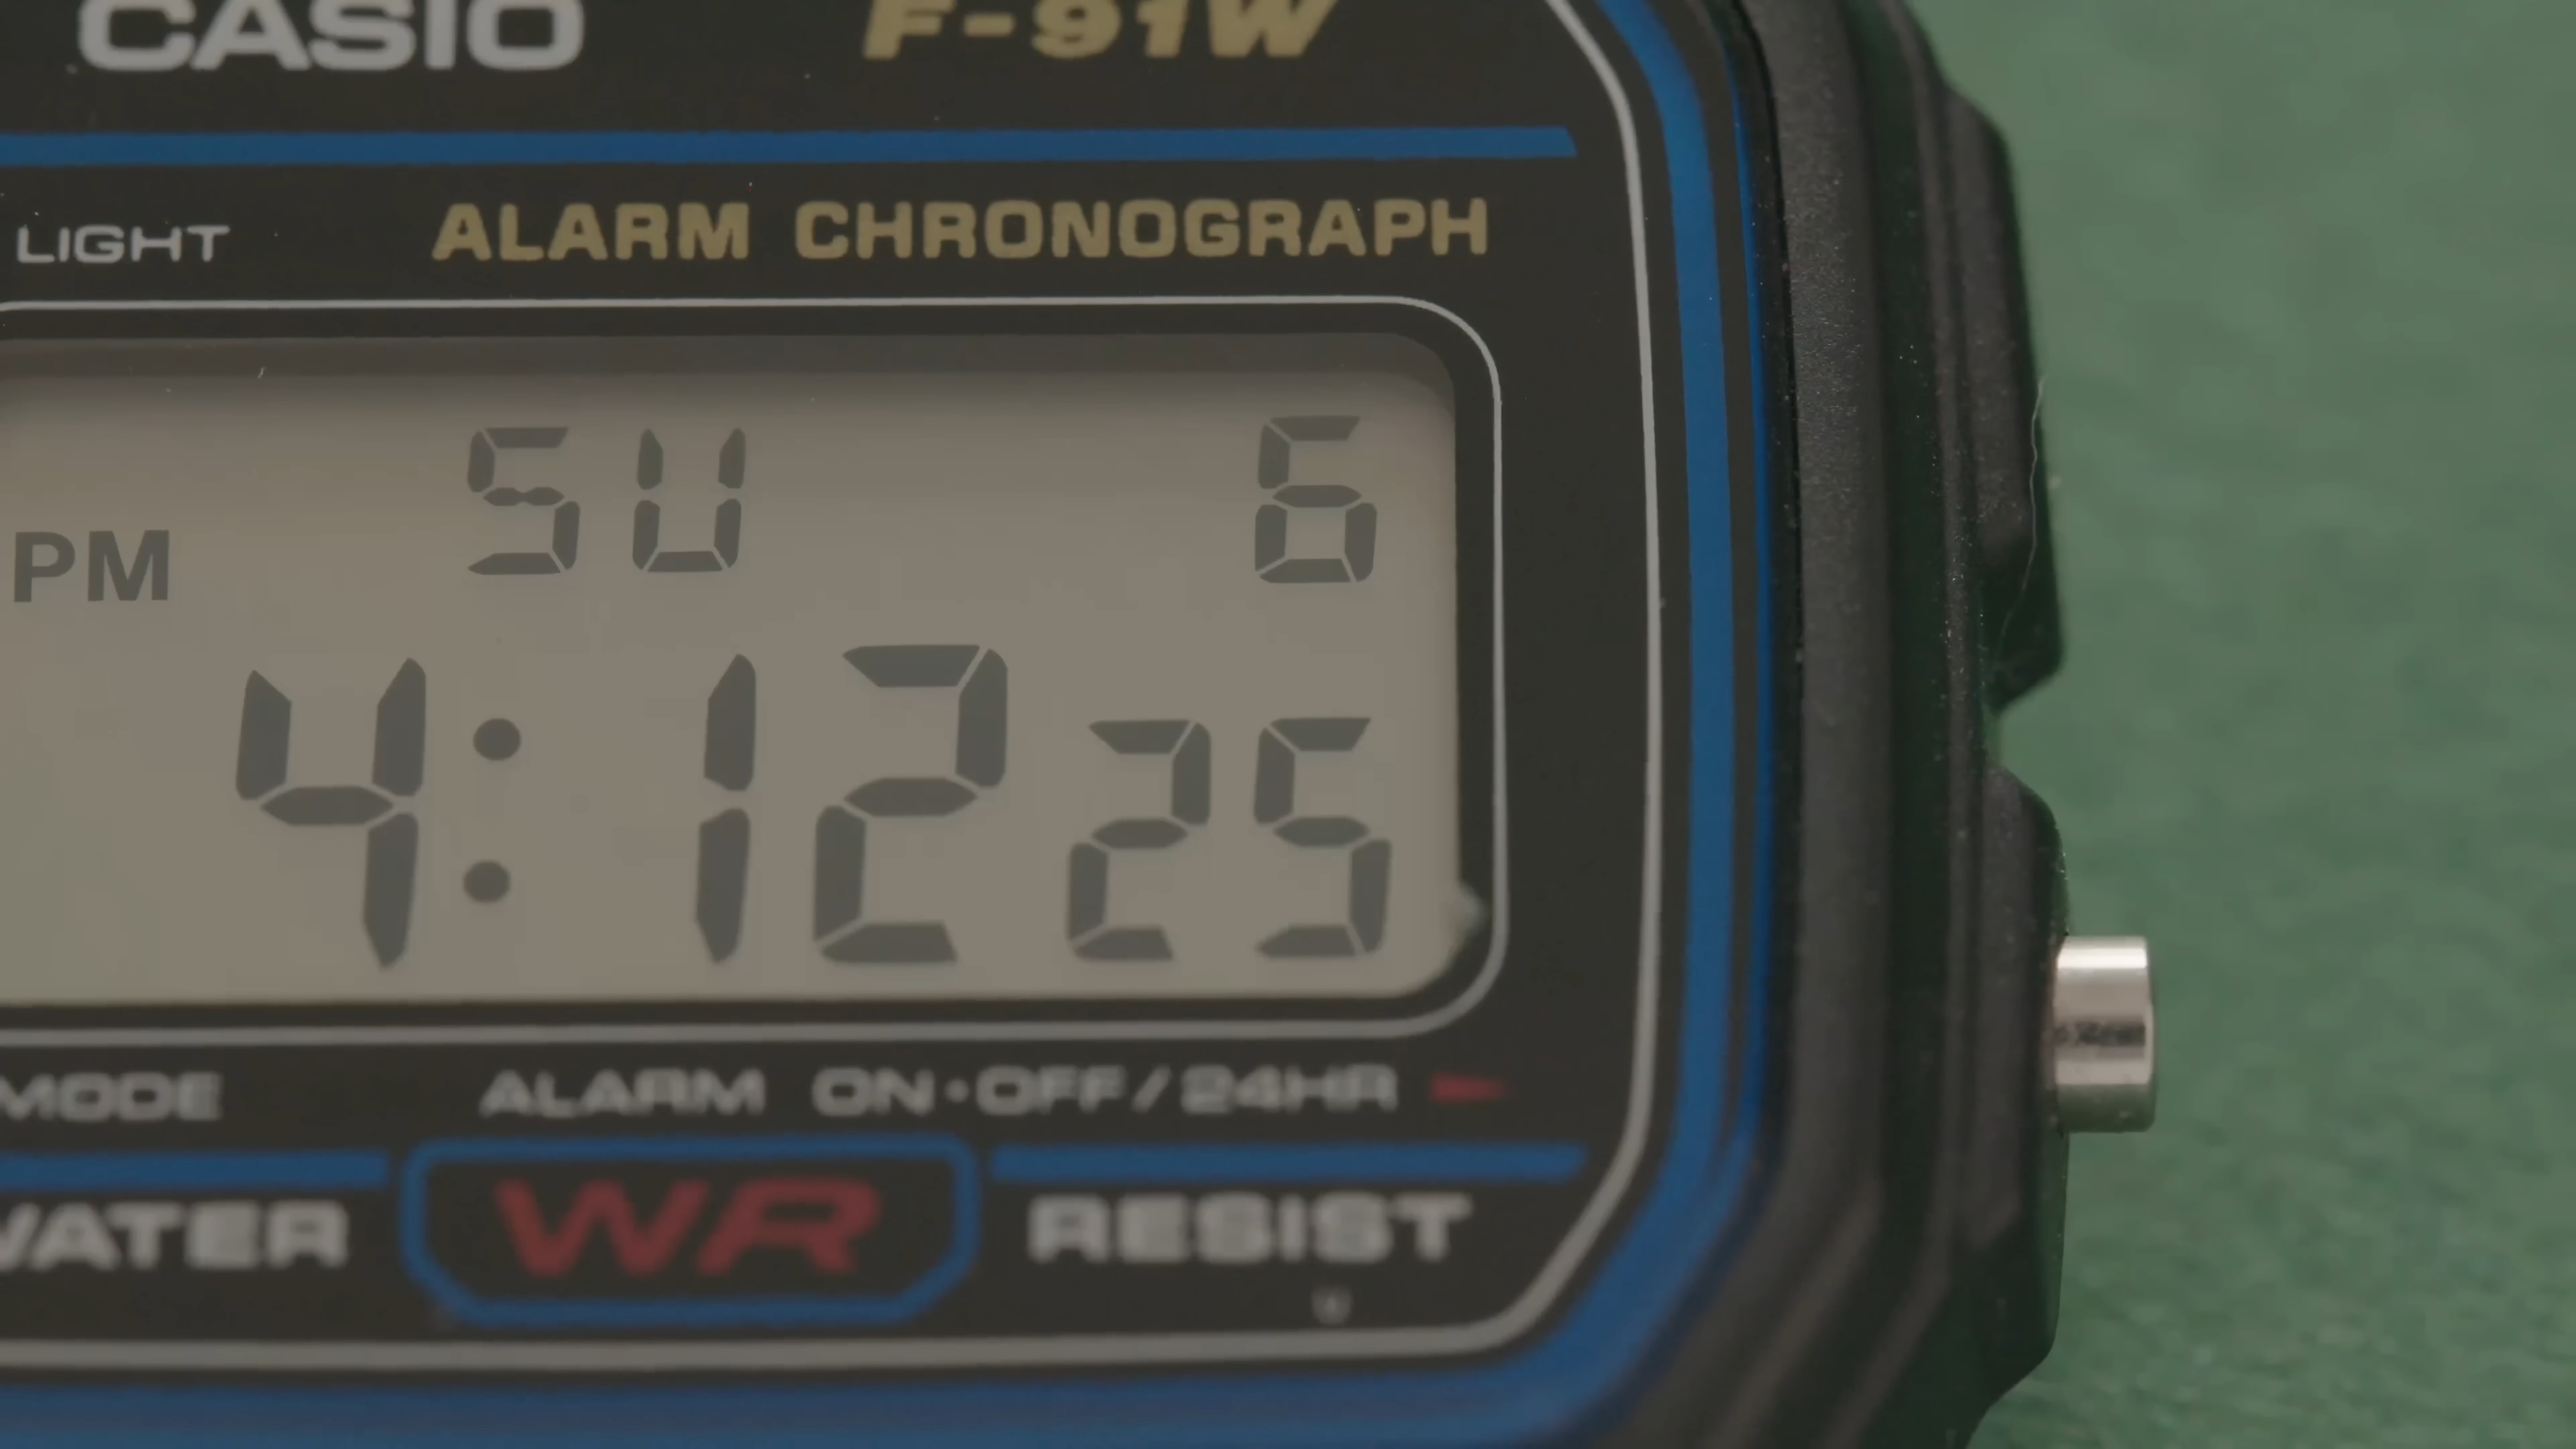 CASIO F-91W
LIGHT ALARM CHRONOGRAPH
SU 6
PM
4:12 25
MODE ALARM ON•OFF/24HR
WATER WR RESIST